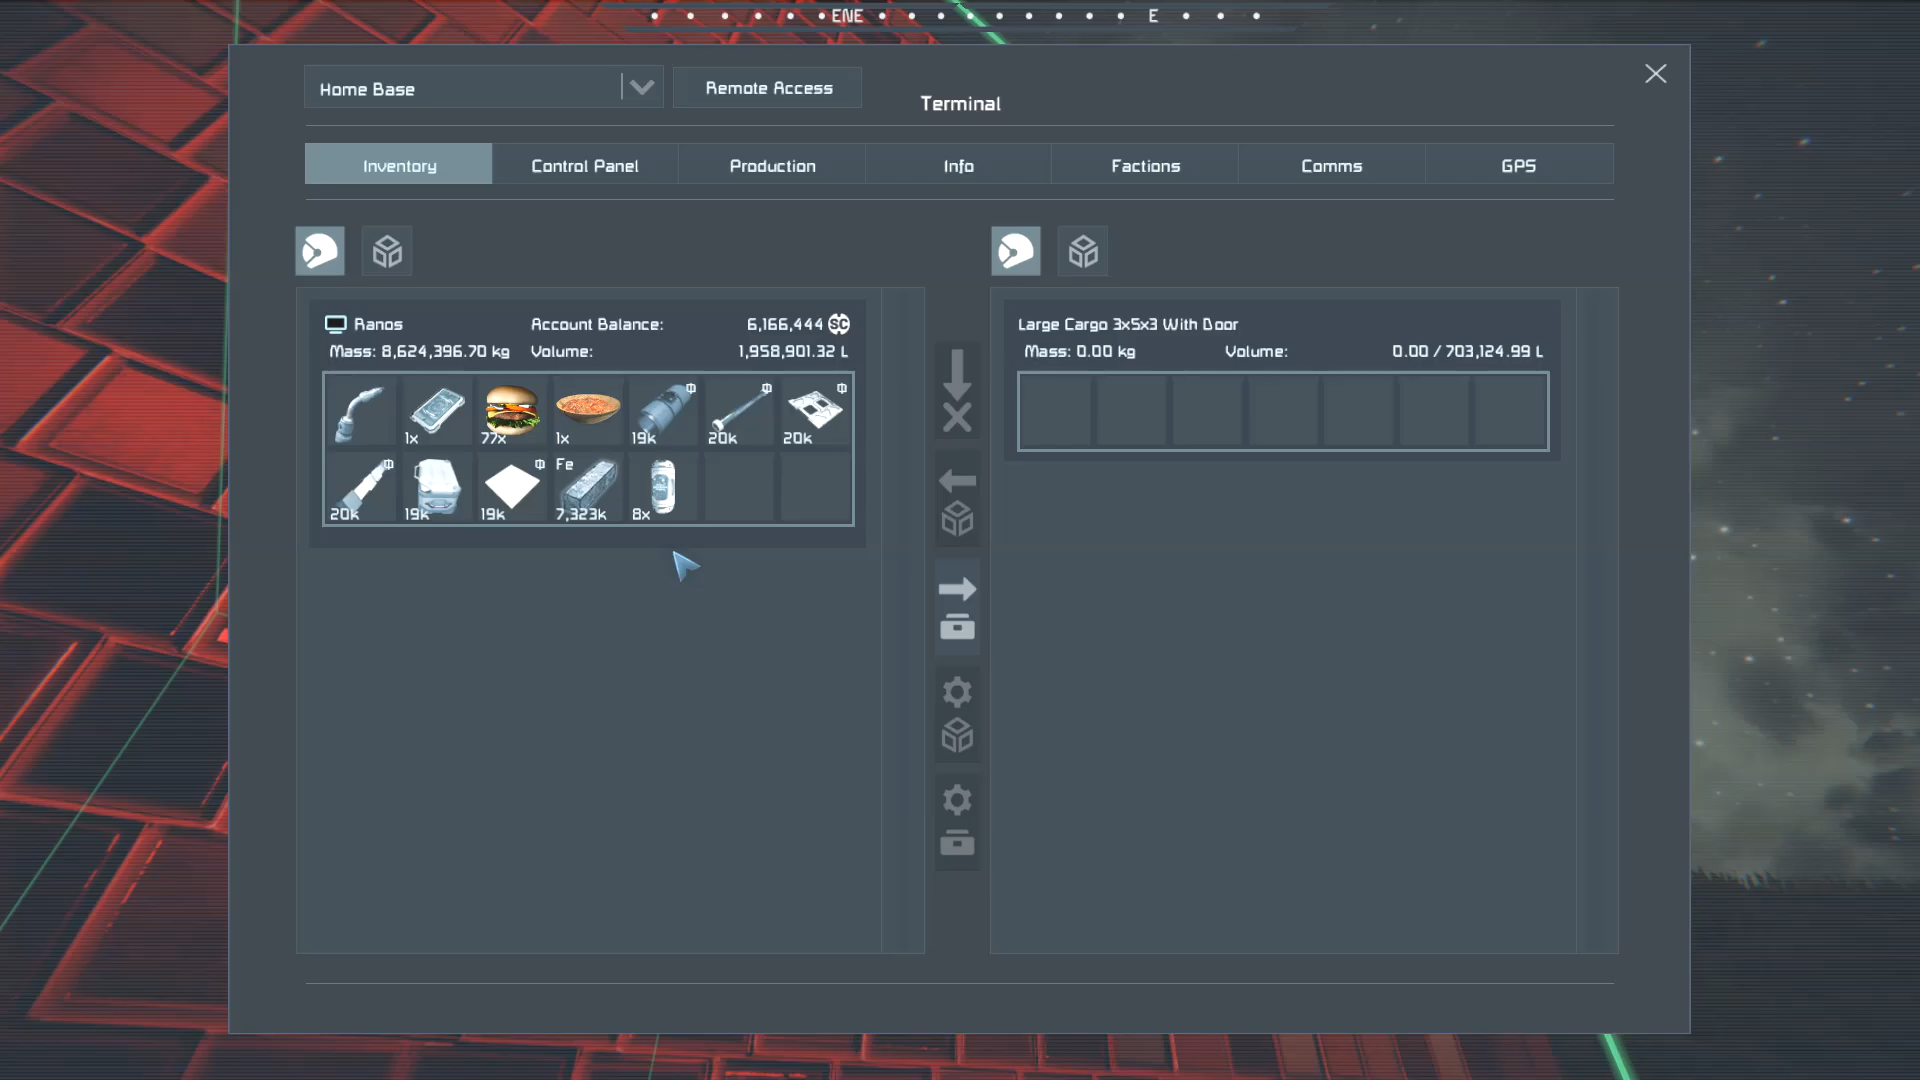 ENE E
Home Base
Remote Access
Terminal
Inventory
Control Panel
Production
Info
Factions
Comms
GPS
Ranos
Account Balance:
6,166,444 SC
Mass: 8,624,396.70 kg
Volume:
1,958,901.32 L
1x
77x
1x
19k
20k
20k
20k
19k
19k
Fe
7,323k
8x
Large Cargo 3x5x3 With Door
Mass: 0.00 kg
Volume:
0.00 / 703,124.99 L